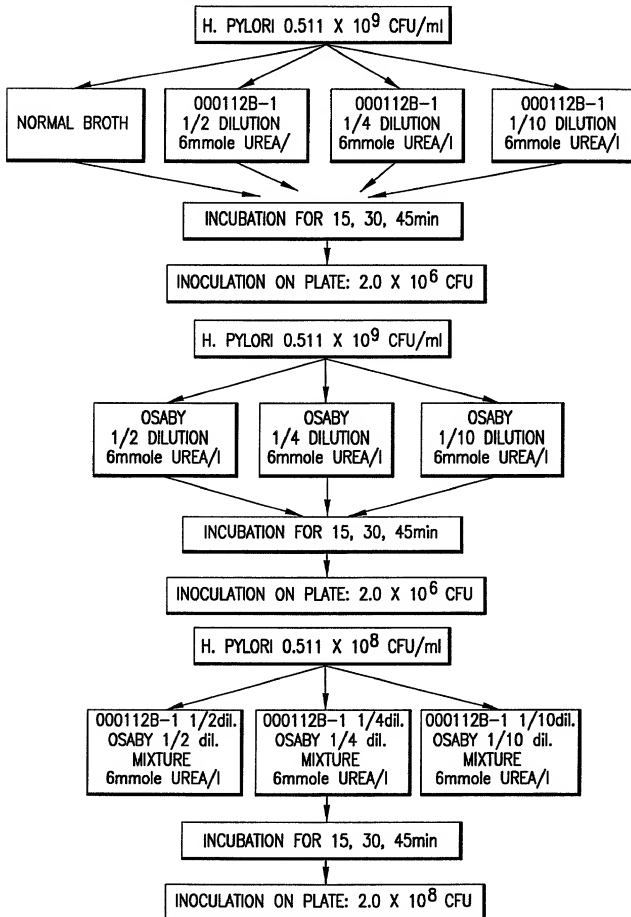 H. PYLORI 0.511 X 10⁹ CFU/ml
NORMAL BROTH
000112B-1
1/2 DILUTION
6mmole UREA/
000112B-1
1/4 DILUTION
6mmole UREA/l
000112B-1
1/10 DILUTION
6mmole UREA/l
INCUBATION FOR 15, 30, 45min
INOCULATION ON PLATE: 2.0 X 10⁶ CFU
H. PYLORI 0.511 X 10⁹ CFU/ml
OSABY
1/2 DILUTION
6mmole UREA/l
OSABY
1/4 DILUTION
6mmole UREA/l
OSABY
1/10 DILUTION
6mmole UREA/l
INCUBATION FOR 15, 30, 45min
INOCULATION ON PLATE: 2.0 X 10⁶ CFU
H. PYLORI 0.511 X 10⁸ CFU/ml
000112B-1 1/2dil.
OSABY 1/2 dil.
MIXTURE
6mmole UREA/l
000112B-1 1/4dil.
OSABY 1/4 dil.
MIXTURE
6mmole UREA/l
000112B-1 1/10dil.
OSABY 1/10 dil.
MIXTURE
6mmole UREA/l
INCUBATION FOR 15, 30, 45min
INOCULATION ON PLATE: 2.0 X 10⁸ CFU